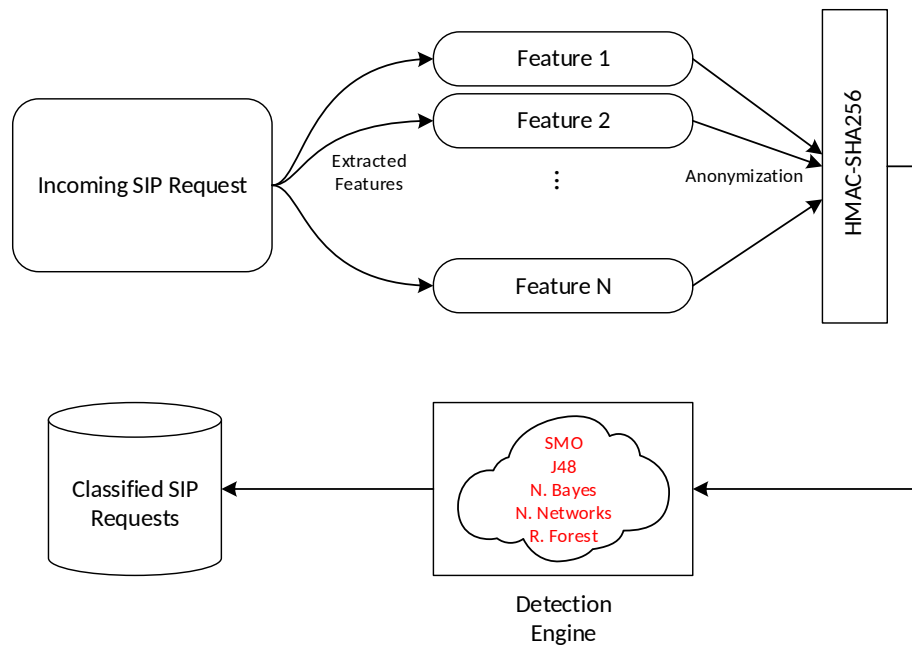 Incoming SIP Request
Extracted
Features
Feature 1
Feature 2
⋮
Feature N
Anonymization
HMAC-SHA256
Classified SIP
Requests
SMO
J48
N. Bayes
N. Networks
R. Forest
Detection
Engine